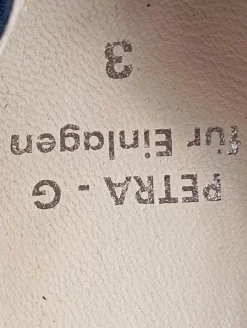 PETRA - G
für Einlagen
3